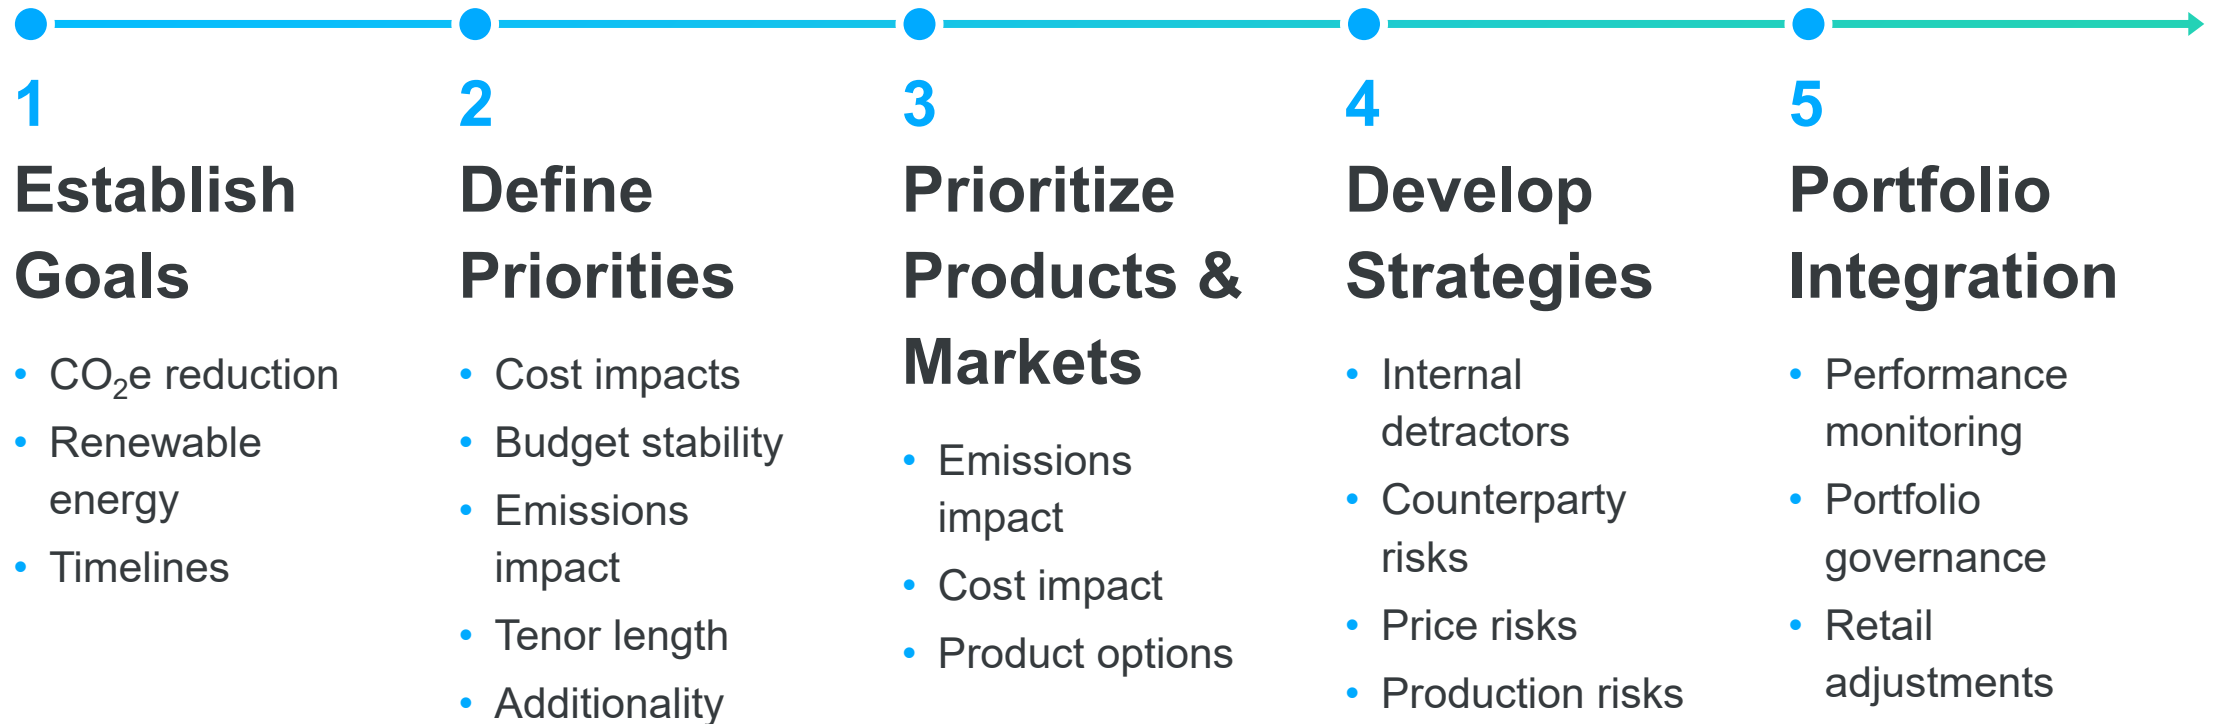 1
Establish
Goals
• CO₂e reduction
• Renewable
energy
• Timelines
2
Define
Priorities
• Cost impacts
• Budget stability
• Emissions
impact
• Tenor length
• Additionality
3
Prioritize
Products &
Markets
• Emissions
impact
• Cost impact
• Product options
4
Develop
Strategies
• Internal
detractors
• Counterparty
risks
• Price risks
• Production risks
5
Portfolio
Integration
• Performance
monitoring
• Portfolio
governance
• Retail
adjustments